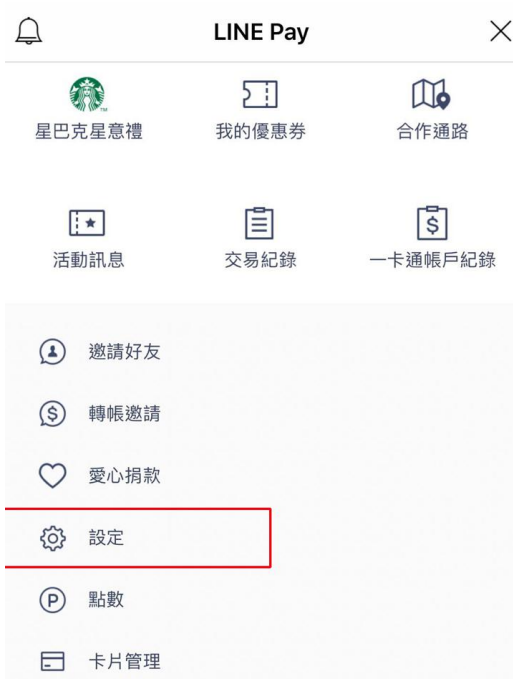 LINE Pay
星巴克星意禮 我的優惠券 合作通路
活動訊息 交易紀錄 一卡通帳戶紀錄
邀請好友
轉帳邀請
愛心捐款
設定
點數
卡片管理